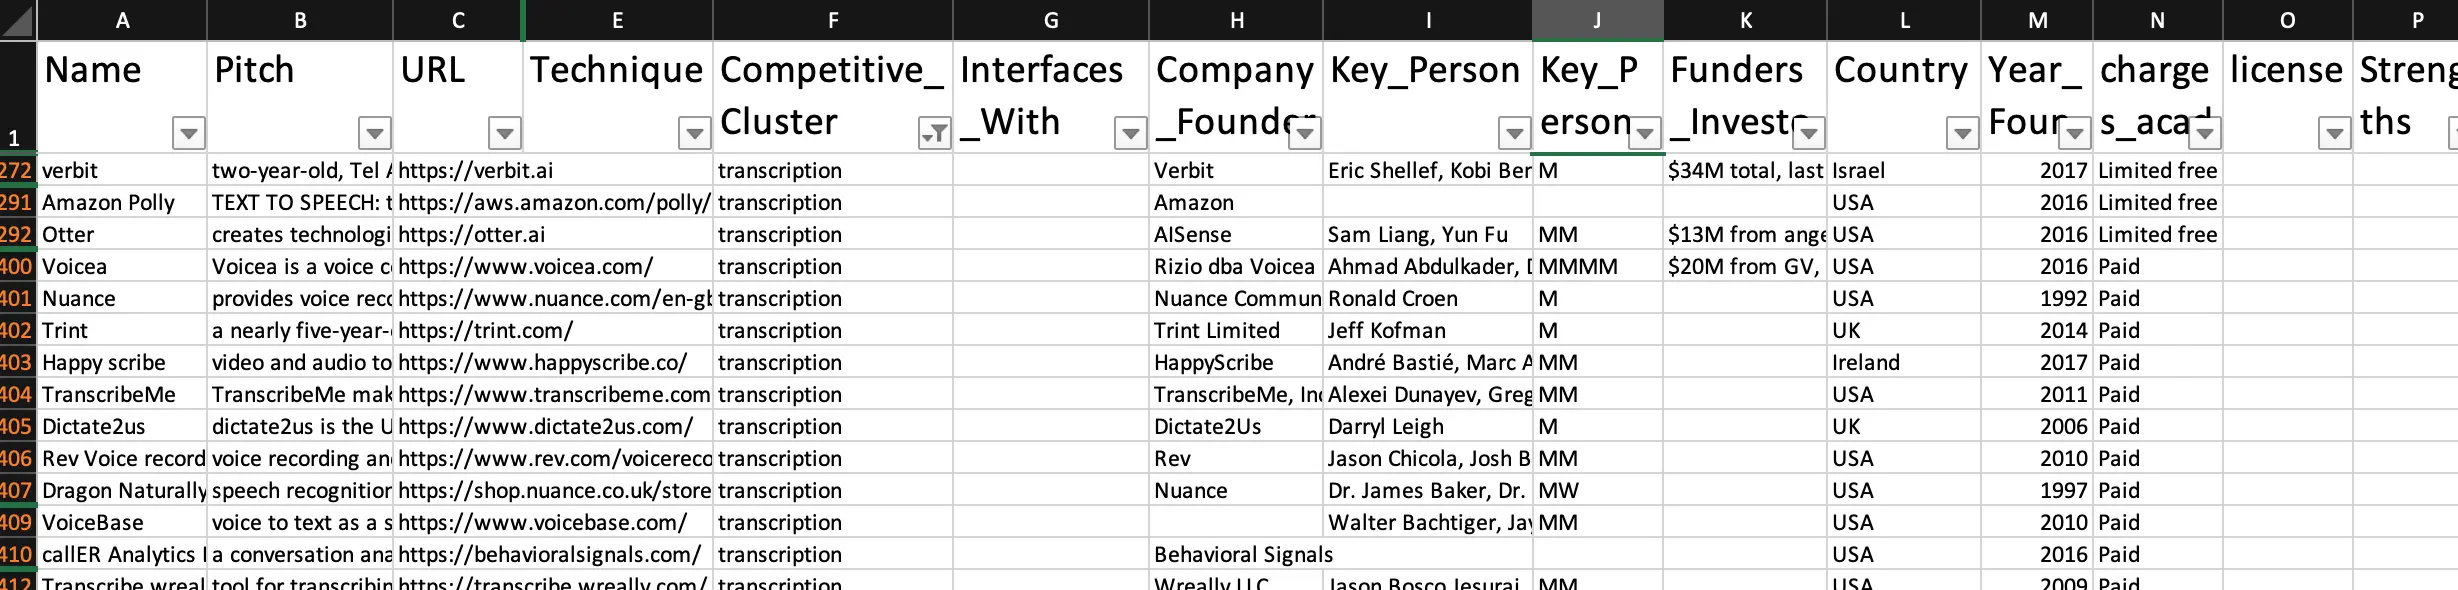 A B C E F G H I J K L M N O P
1 Name Pitch URL Technique Competitive_Cluster Interfaces_With Company_Founder Key_Person Key_Person Funders_Investo Country Year_Foun charges_acad license Strengths
272 verbit two-year-old, Tel A https://verbit.ai transcription Verbit Eric Shellef, Kobi Ber M $34M total, last Israel 2017 Limited free
291 Amazon Polly TEXT TO SPEECH: t https://aws.amazon.com/polly/ transcription Amazon USA 2016 Limited free
292 Otter creates technologi https://otter.ai transcription AISense Sam Liang, Yun Fu MM $13M from ange USA 2016 Limited free
400 Voicea Voicea is a voice c https://www.voicea.com/ transcription Rizio dba Voicea Ahmad Abdulkader, D MMMM $20M from GV, USA 2016 Paid
401 Nuance provides voice rec https://www.nuance.com/en-gb transcription Nuance Commun Ronald Croen M USA 1992 Paid
402 Trint a nearly five-year- https://trint.com/ transcription Trint Limited Jeff Kofman M UK 2014 Paid
403 Happy scribe video and audio to https://www.happyscribe.co/ transcription HappyScribe André Bastié, Marc A MM Ireland 2017 Paid
404 TranscribeMe TranscribeMe mak https://www.transcribeme.com transcription TranscribeMe, Inc Alexei Dunayev, Greg MM USA 2011 Paid
405 Dictate2us dictate2us is the U https://www.dictate2us.com/ transcription Dictate2Us Darryl Leigh M UK 2006 Paid
406 Rev Voice record voice recording an https://www.rev.com/voicereco transcription Rev Jason Chicola, Josh B MM USA 2010 Paid
407 Dragon Naturally speech recognition https://shop.nuance.co.uk/store transcription Nuance Dr. James Baker, Dr. MW USA 1997 Paid
409 VoiceBase voice to text as a s https://www.voicebase.com/ transcription Walter Bachtiger, Jay MM USA 2010 Paid
410 callER Analytics a conversation ana https://behavioralsignals.com/ transcription Behavioral Signals USA 2016 Paid
412 Transcribe wreal tool for transcribin https://transcribe.wreally.com/ transcription Wreally LLC Jason Bosco Jesuraj MM USA 2009 Paid